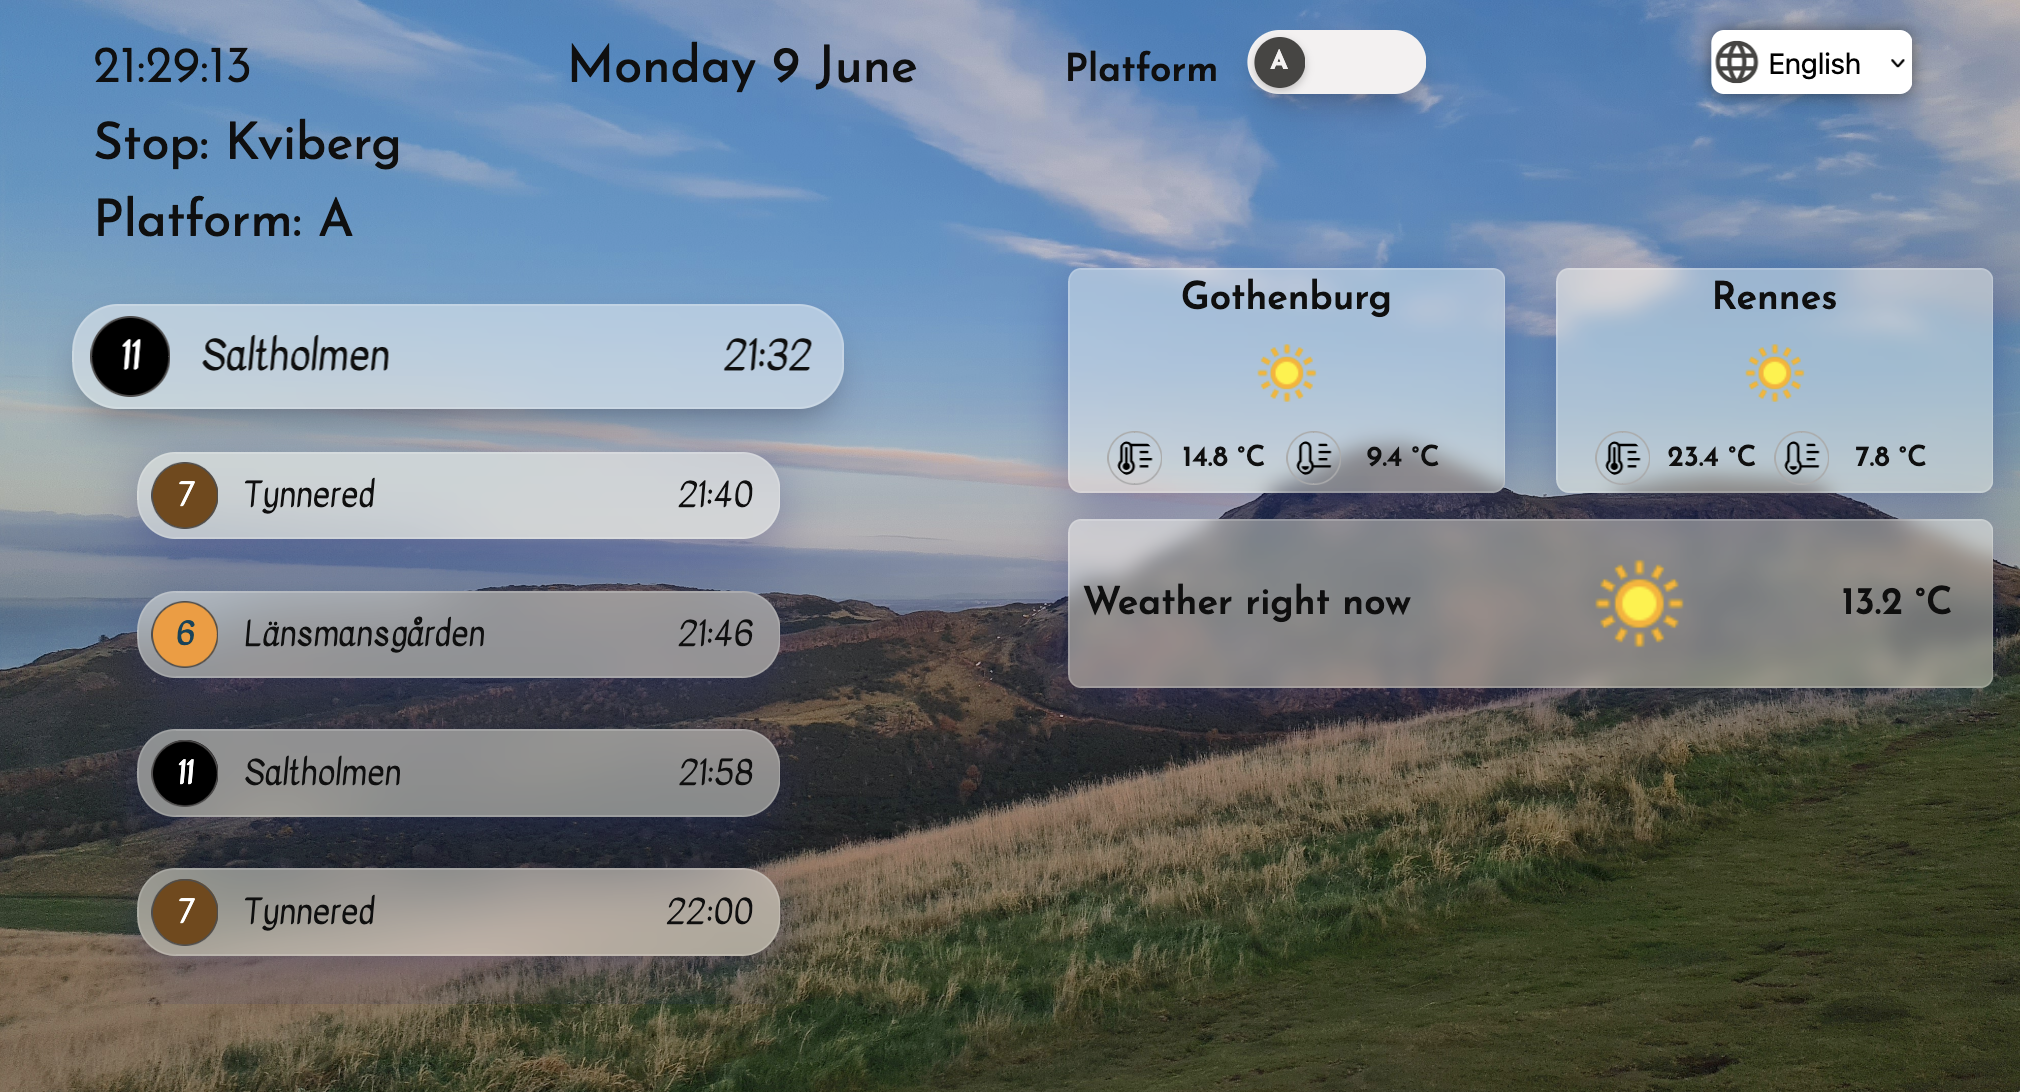 21:29:13
Monday 9 June
Platform
A
English
Stop: Kviberg
Platform: A
11 Saltholmen 21:32
7 Tynnered 21:40
6 Länsmansgården 21:46
11 Saltholmen 21:58
7 Tynnered 22:00
Gothenburg
14.8 °C 9.4 °C
Rennes
23.4 °C 7.8 °C
Weather right now 13.2 °C